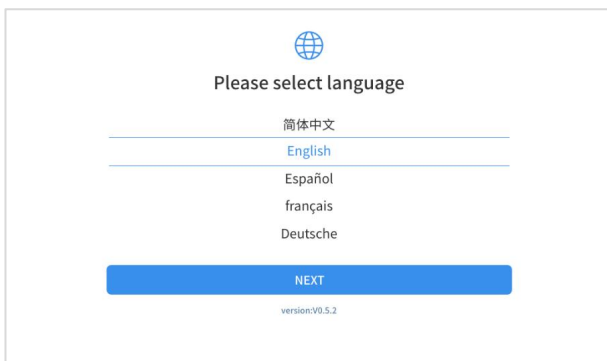 Please select language
简体中文
English
Español
français
Deutsche
NEXT
version:V0.5.2